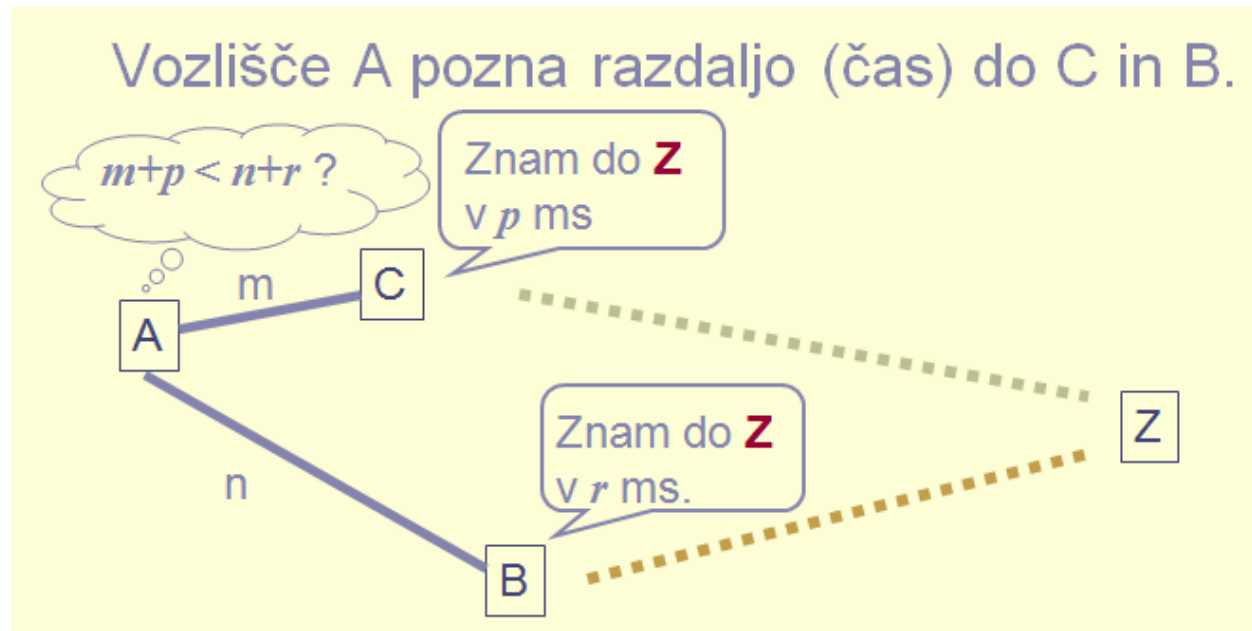 Vozlišče A pozna razdaljo (čas) do C in B.
m+p < n+r ?
Znam do Z
v p ms
m
C
A
Z
Znam do Z
v r ms.
n
B